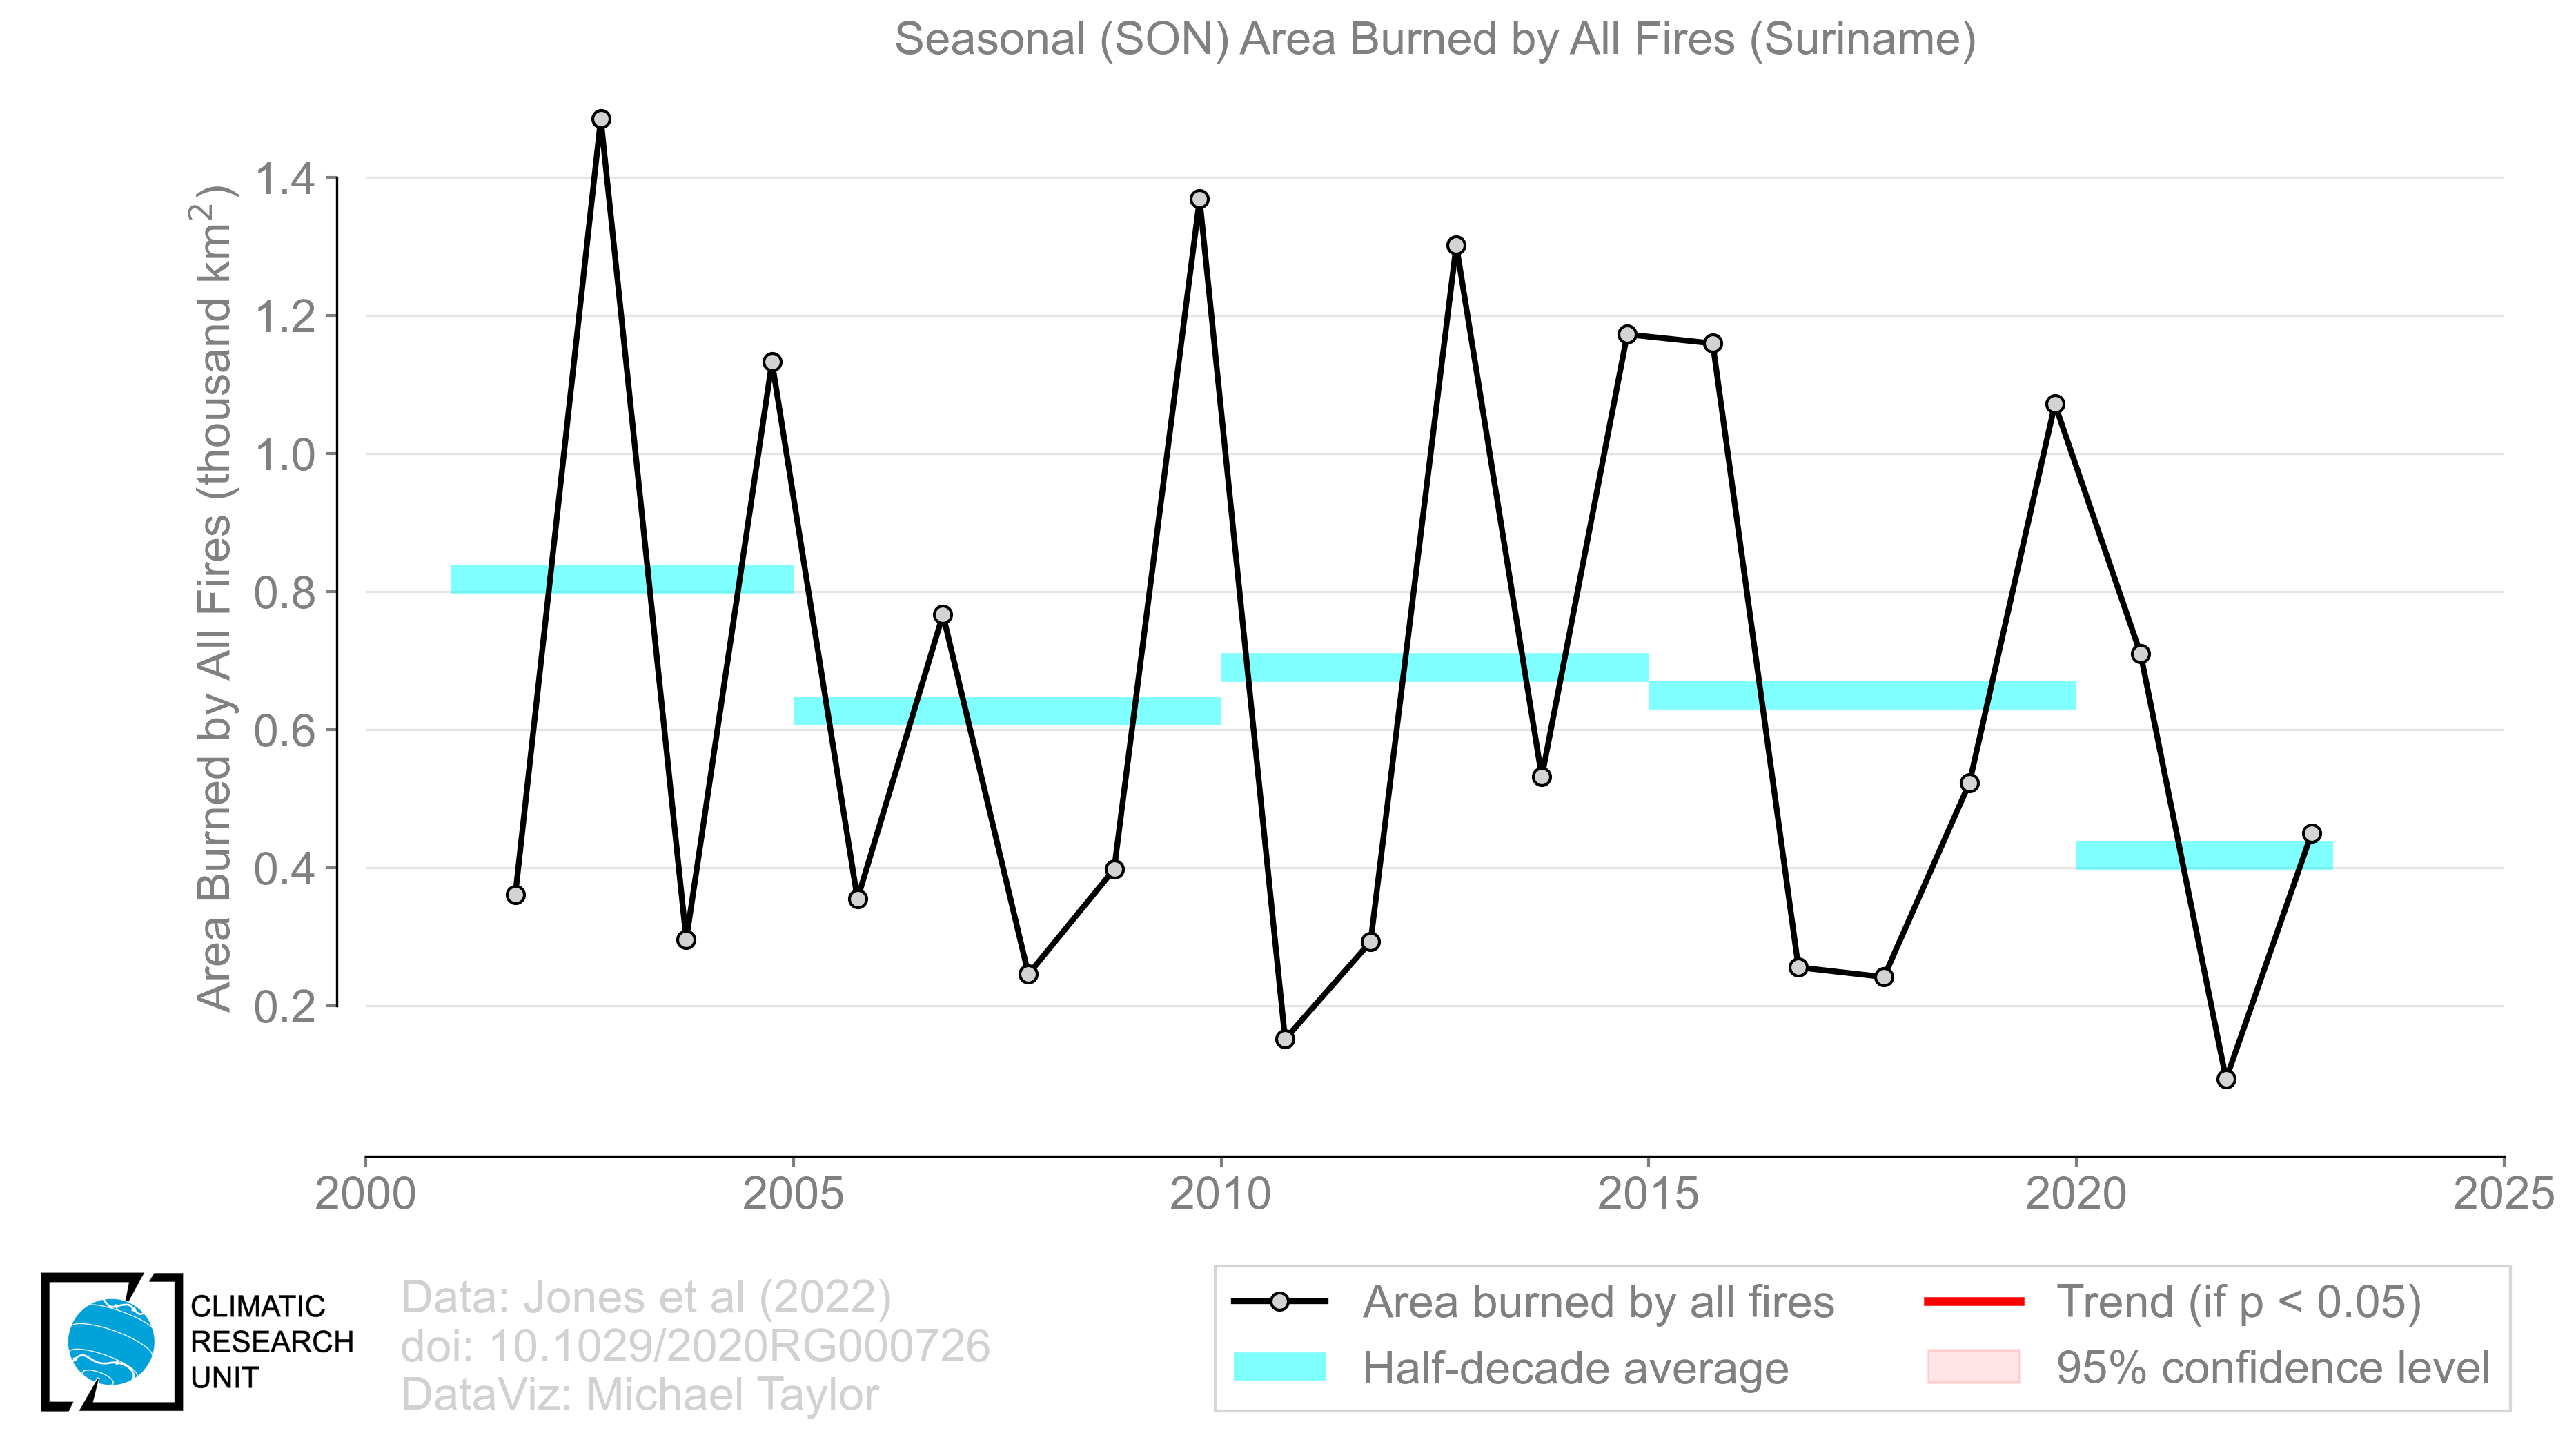 Seasonal (SON) Area Burned by All Fires (Suriname)
Area Burned by All Fires (thousand km²)
1.4
1.2
1.0
0.8
0.6
0.4
0.2
2000 2005 2010 2015 2020 2025
CLIMATIC
RESEARCH
UNIT
Data: Jones et al (2022)
doi: 10.1029/2020RG000726
DataViz: Michael Taylor
Area burned by all fires
Half-decade average
Trend (if p < 0.05)
95% confidence level